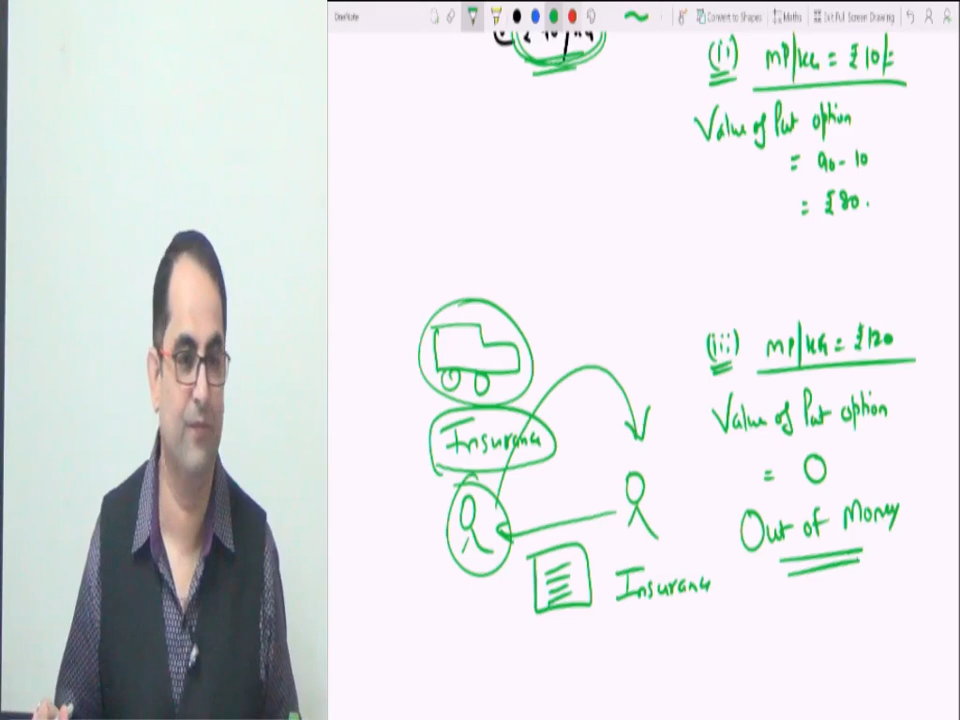 OneNote
Convert to Shapes
Maths
Exit Full Screen Drawing
(ii) MP/KG = ₹10/=
Value of Put option
= 90 - 10
= ₹80.
(iii) MP/KG = ₹120
Value of Put option
= 0
Out of Money
Insurance
Insurance